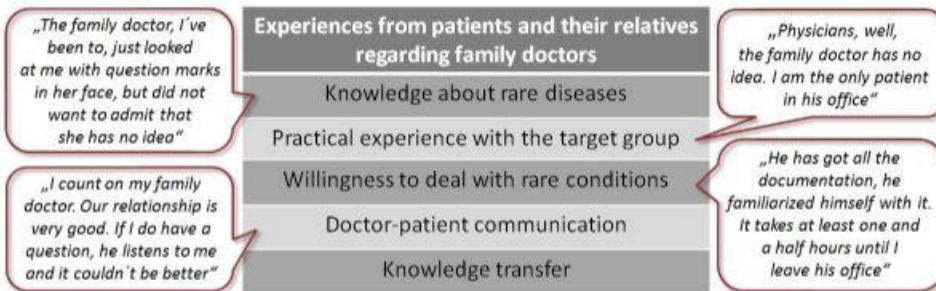 „The family doctor, I´ve
been to, just looked
at me with question marks
in her face, but did not
want to admit that
she has no idea“
„I count on my family
doctor. Our relationship is
very good. If I do have a
question, he listens to me
and it couldn´t be better“
Experiences from patients and their relatives
regarding family doctors
Knowledge about rare diseases
Practical experience with the target group
Willingness to deal with rare conditions
Doctor-patient communication
Knowledge transfer
„Physicians, well,
the family doctor has no
idea. I am the only patient
in his office“
„He has got all the
documentation, he
familiarized himself with it.
It takes at least one and
a half hours until I
leave his office“